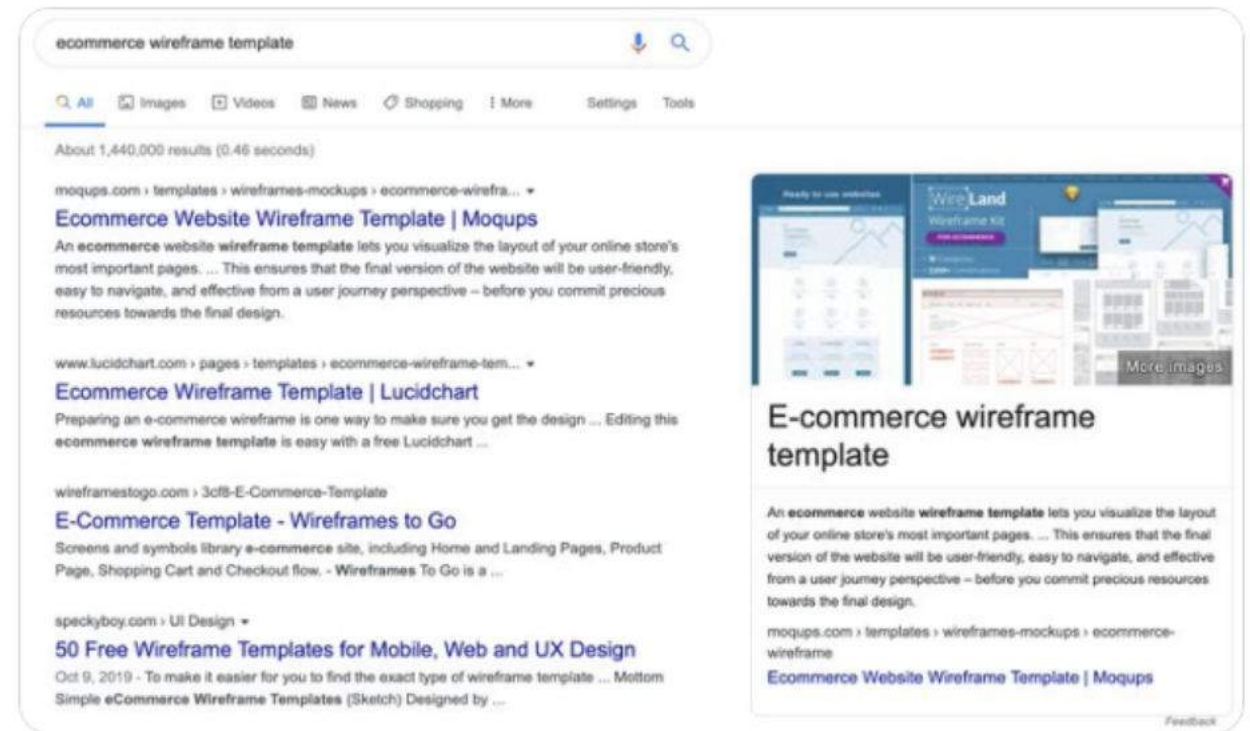 ecommerce wireframe template
All Images Videos News Shopping More Settings Tools
About 1,440,000 results (0.46 seconds)
moqups.com › templates › wireframes-mockups › ecommerce-wirefra...
Ecommerce Website Wireframe Template | Moqups
An ecommerce website wireframe template lets you visualize the layout of your online store's
most important pages. ... This ensures that the final version of the website will be user-friendly,
easy to navigate, and effective from a user journey perspective – before you commit precious
resources towards the final design.
www.lucidchart.com › pages › templates › ecommerce-wireframe-tem...
Ecommerce Wireframe Template | Lucidchart
Preparing an e-commerce wireframe is one way to make sure you get the design ... Editing this
ecommerce wireframe template is easy with a free Lucidchart ...
wireframestogo.com › 3cf8-E-Commerce-Template
E-Commerce Template - Wireframes to Go
Screens and symbols library e-commerce site, including Home and Landing Pages, Product
Page, Shopping Cart and Checkout flow. - Wireframes To Go is a ...
speckyboy.com › UI Design
50 Free Wireframe Templates for Mobile, Web and UX Design
Oct 9, 2019 - To make it easier for you to find the exact type of wireframe template ... Mottom
Simple eCommerce Wireframe Templates (Sketch) Designed by ...
Ready to use websites
WireLand
Wireframe Kit
FOR ECOMMERCE
More images
E-commerce wireframe
template
An ecommerce website wireframe template lets you visualize the layout
of your online store's most important pages. ... This ensures that the final
version of the website will be user-friendly, easy to navigate, and effective
from a user journey perspective – before you commit precious resources
towards the final design.
moqups.com › templates › wireframes-mockups › ecommerce-
wireframe
Ecommerce Website Wireframe Template | Moqups
Feedback